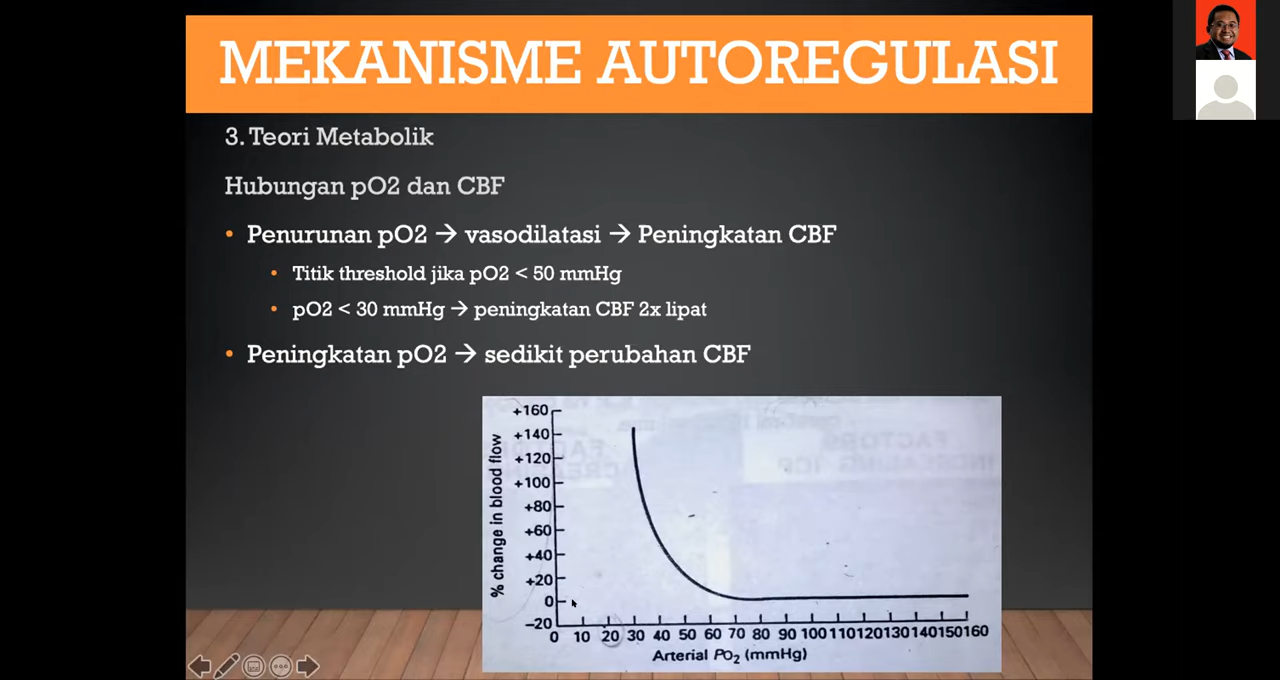 MEKANISME AUTOREGULASI
3. Teori Metabolik
Hubungan pO2 dan CBF
• Penurunan pO2 → vasodilatasi → Peningkatan CBF
• Titik threshold jika pO2 < 50 mmHg
• pO2 < 30 mmHg → peningkatan CBF 2x lipat
• Peningkatan pO2 → sedikit perubahan CBF
% change in blood flow
+160
+140
+120
+100
+80
+60
+40
+20
0
-20
0 10 20 30 40 50 60 70 80 90 100 110 120 130 140 150 160
Arterial PO2 (mmHg)